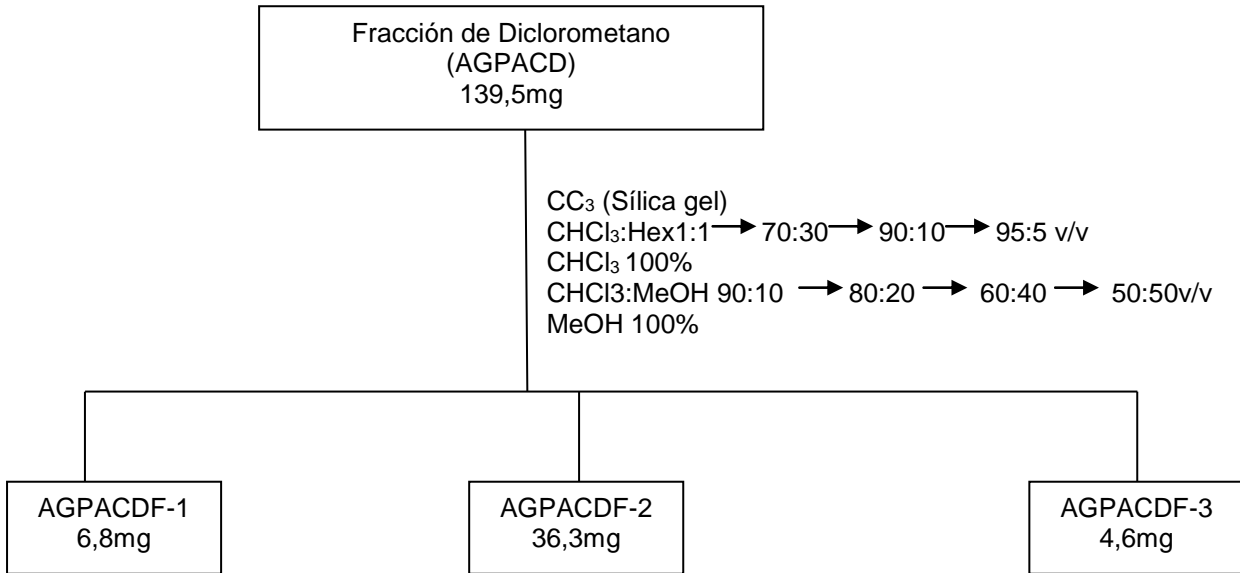 Fracción de Diclorometano
(AGPACD)
139,5mg
CC₃ (Sílica gel)
CHCl₃:Hex1:1 → 70:30 → 90:10 → 95:5 v/v
CHCl₃ 100%
CHCl3:MeOH 90:10 → 80:20 → 60:40 → 50:50v/v
MeOH 100%
AGPACDF-1
6,8mg
AGPACDF-2
36,3mg
AGPACDF-3
4,6mg